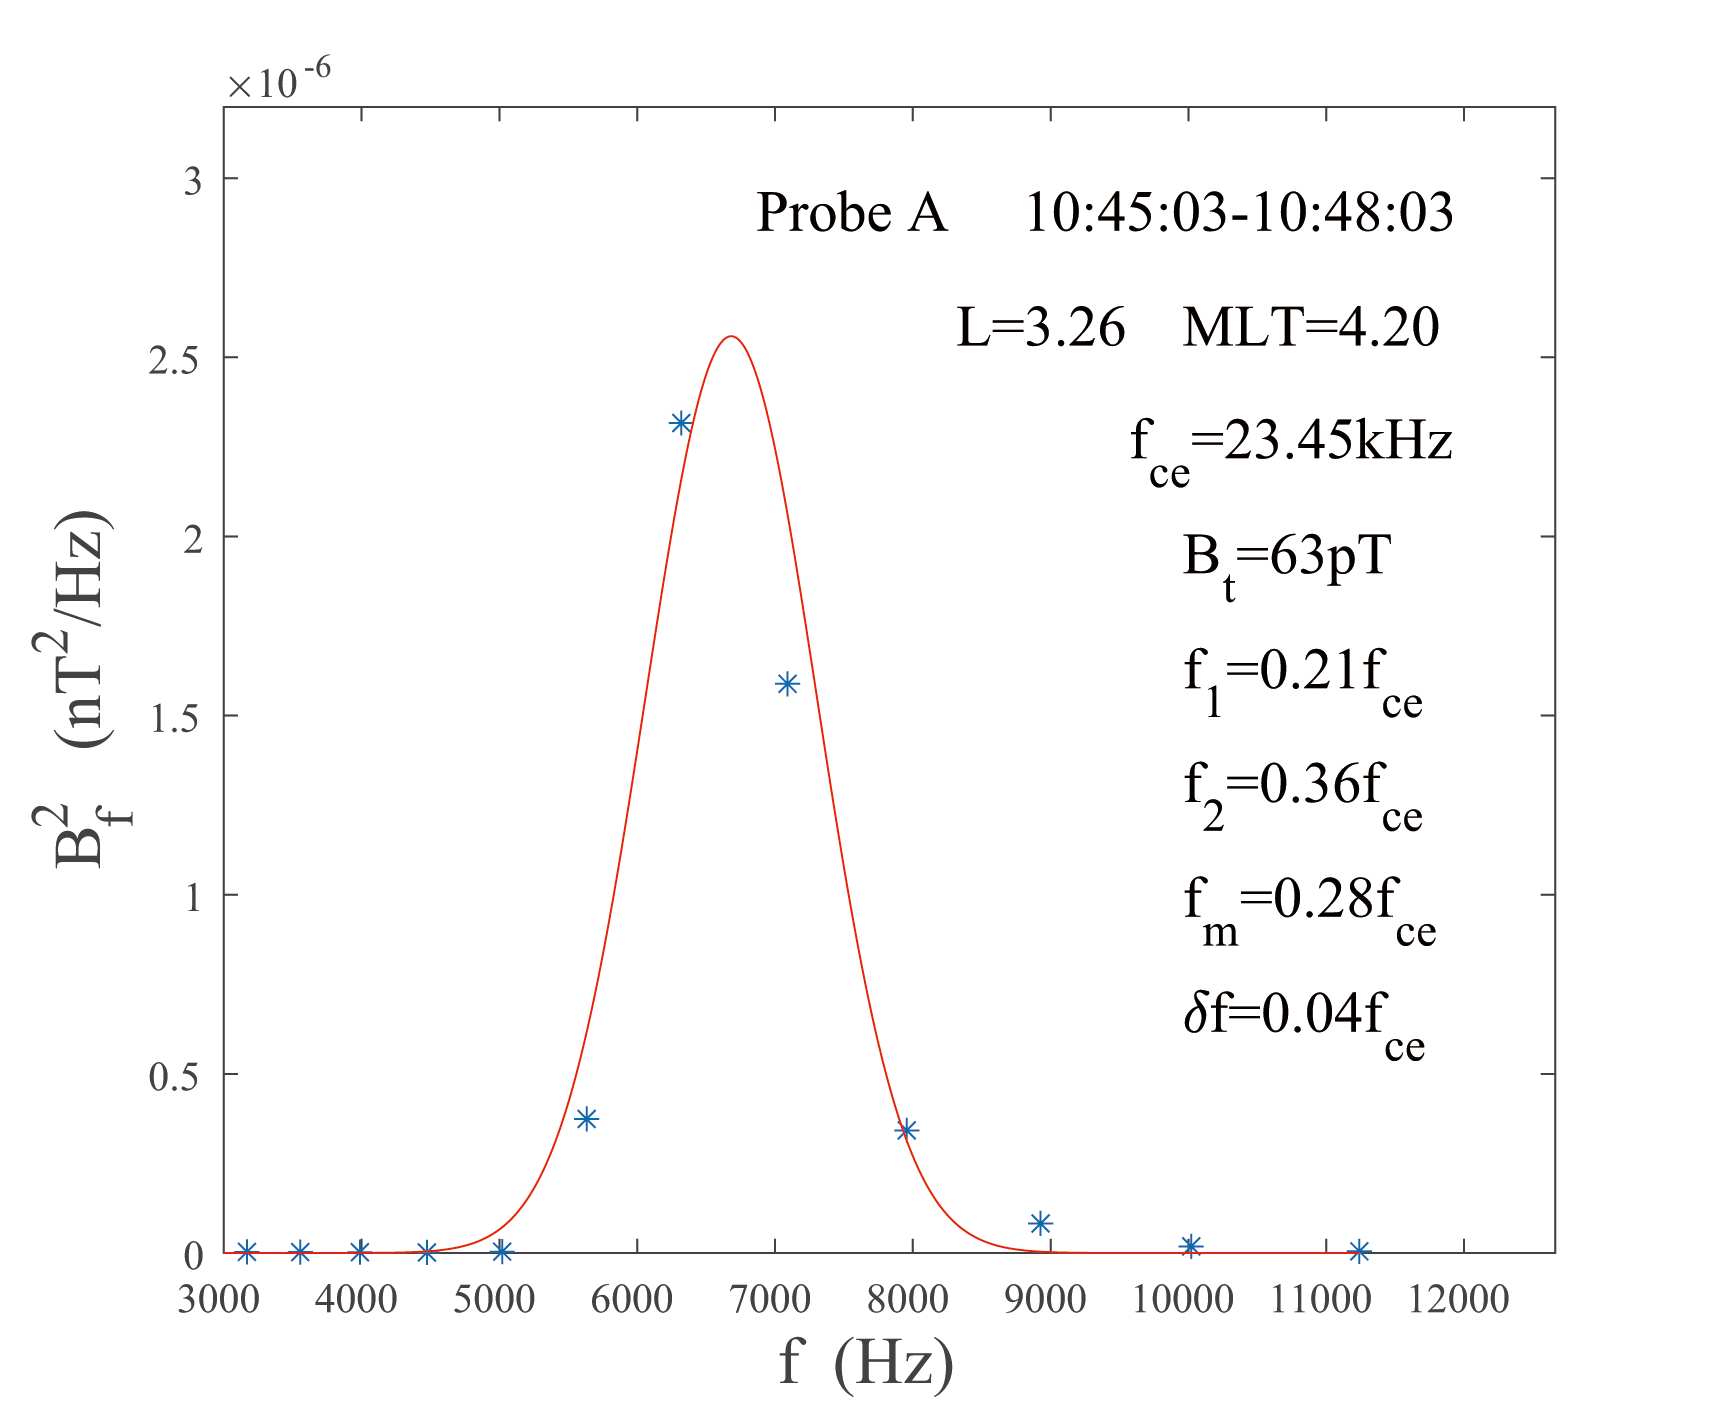 ×10^-6
3
2.5
2
1.5
1
0.5
0
B_f^2 (nT^2/Hz)
Probe A 10:45:03-10:48:03
L=3.26 MLT=4.20
f_ce=23.45kHz
B_t=63pT
f_1=0.21f_ce
f_2=0.36f_ce
f_m=0.28f_ce
δf=0.04f_ce
3000 4000 5000 6000 7000 8000 9000 10000 11000 12000
f (Hz)